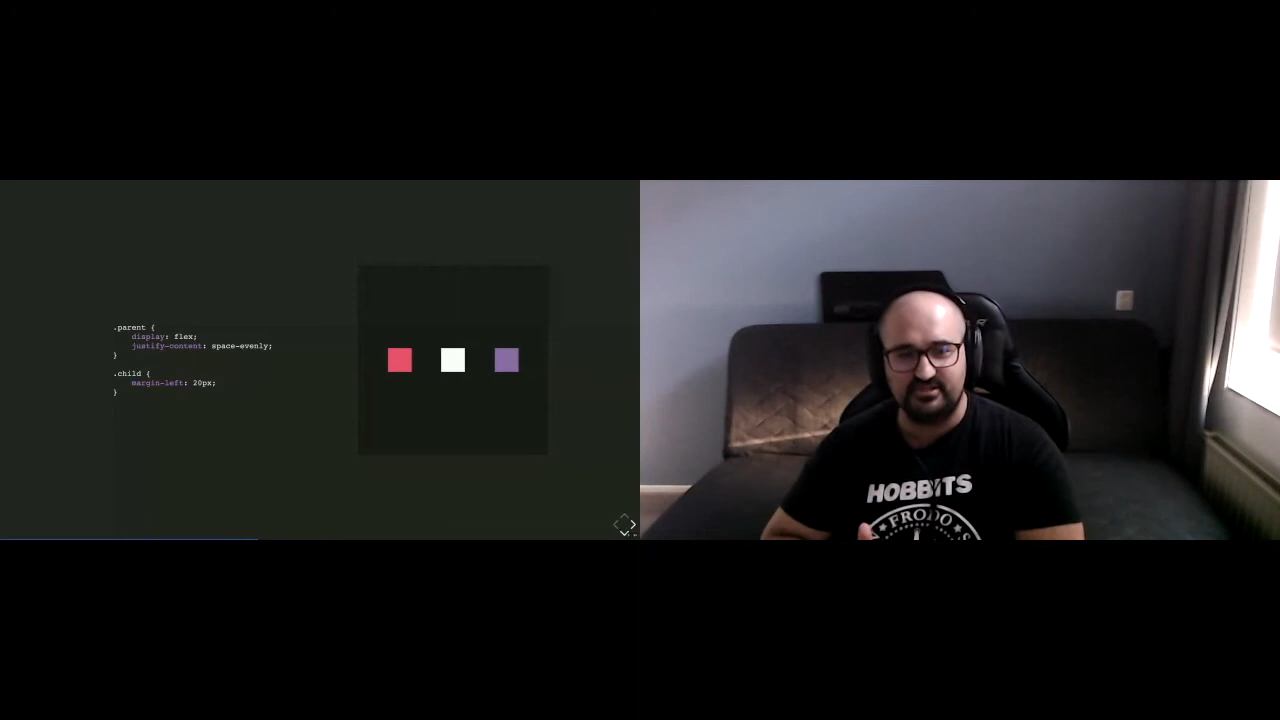 .parent {
display: flex;
justify-content: space-evenly;
}
.child {
margin-left: 20px;
}
HOBBITS
FRODO